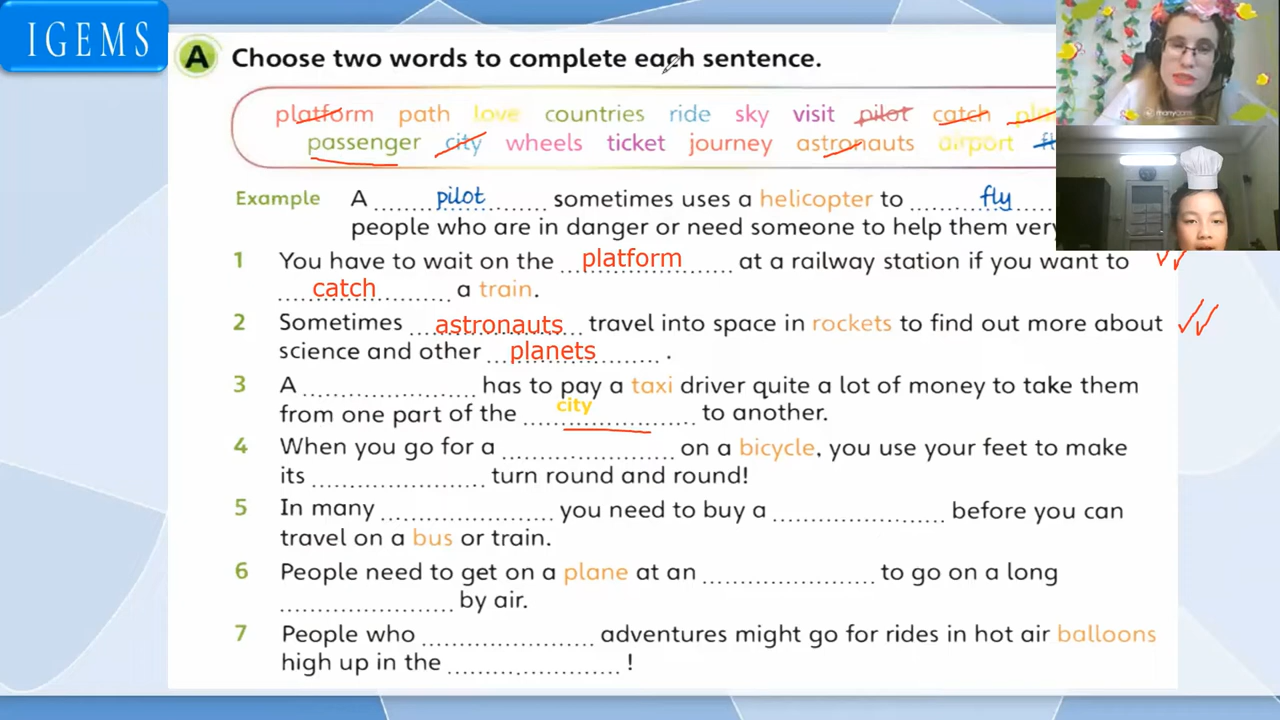 IGEMS
A Choose two words to complete each sentence.
platform path love countries ride sky visit pilot catch
passenger city wheels ticket journey astronauts airport
Example A pilot sometimes uses a helicopter to fly
people who are in danger or need someone to help them very
1 You have to wait on the platform at a railway station if you want to
catch a train.
2 Sometimes astronauts travel into space in rockets to find out more about
science and other planets.
3 A ........................ has to pay a taxi driver quite a lot of money to take them
from one part of the city to another.
4 When you go for a ........................ on a bicycle, you use your feet to make
its ........................ turn round and round!
5 In many ........................ you need to buy a ........................ before you can
travel on a bus or train.
6 People need to get on a plane at an ........................ to go on a long
........................ by air.
7 People who ........................ adventures might go for rides in hot air balloons
high up in the ........................ !